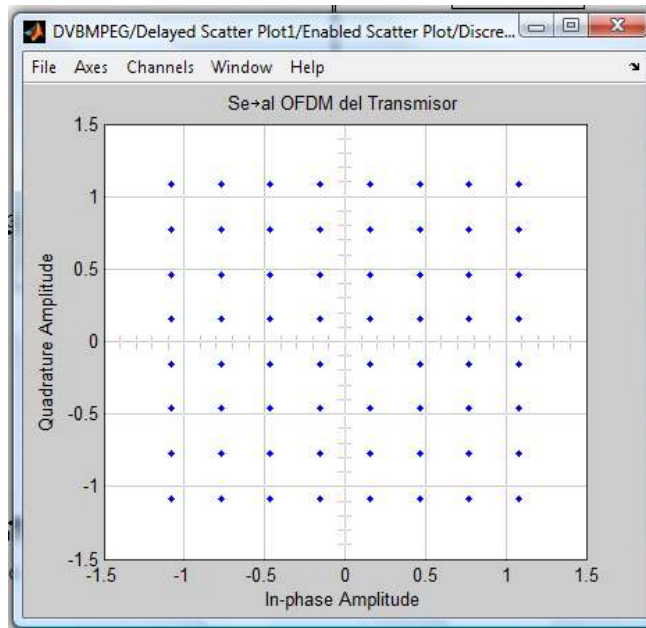 DVBMPEG/Delayed Scatter Plot1/Enabled Scatter Plot/Discre...
File Axes Channels Window Help
Se→al OFDM del Transmisor
1.5
1
0.5
0
-0.5
-1
-1.5
Quadrature Amplitude
-1.5 -1 -0.5 0 0.5 1 1.5
In-phase Amplitude